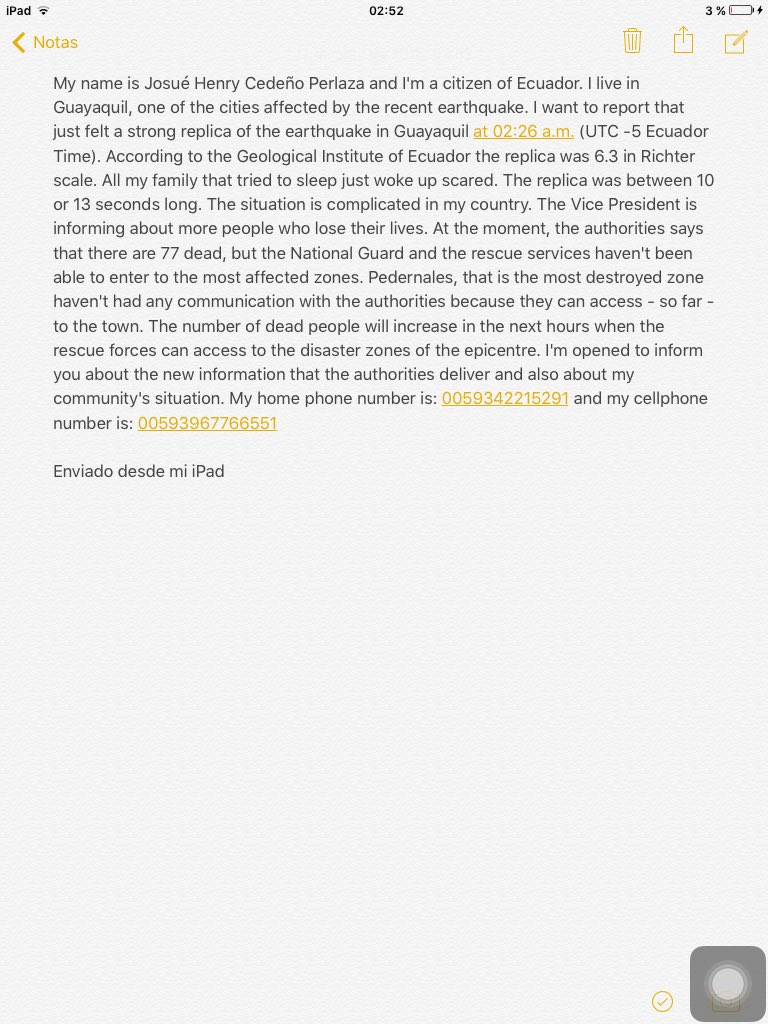 iPad 02:52 3 %
Notas
My name is Josué Henry Cedeño Perlaza and I'm a citizen of Ecuador. I live in
Guayaquil, one of the cities affected by the recent earthquake. I want to report that
just felt a strong replica of the earthquake in Guayaquil at 02:26 a.m. (UTC -5 Ecuador
Time). According to the Geological Institute of Ecuador the replica was 6.3 in Richter
scale. All my family that tried to sleep just woke up scared. The replica was between 10
or 13 seconds long. The situation is complicated in my country. The Vice President is
informing about more people who lose their lives. At the moment, the authorities says
that there are 77 dead, but the National Guard and the rescue services haven't been
able to enter to the most affected zones. Pedernales, that is the most destroyed zone
haven't had any communication with the authorities because they can access - so far -
to the town. The number of dead people will increase in the next hours when the
rescue forces can access to the disaster zones of the epicentre. I'm opened to inform
you about the new information that the authorities deliver and also about my
community's situation. My home phone number is: 0059342215291 and my cellphone
number is: 00593967766551
Enviado desde mi iPad